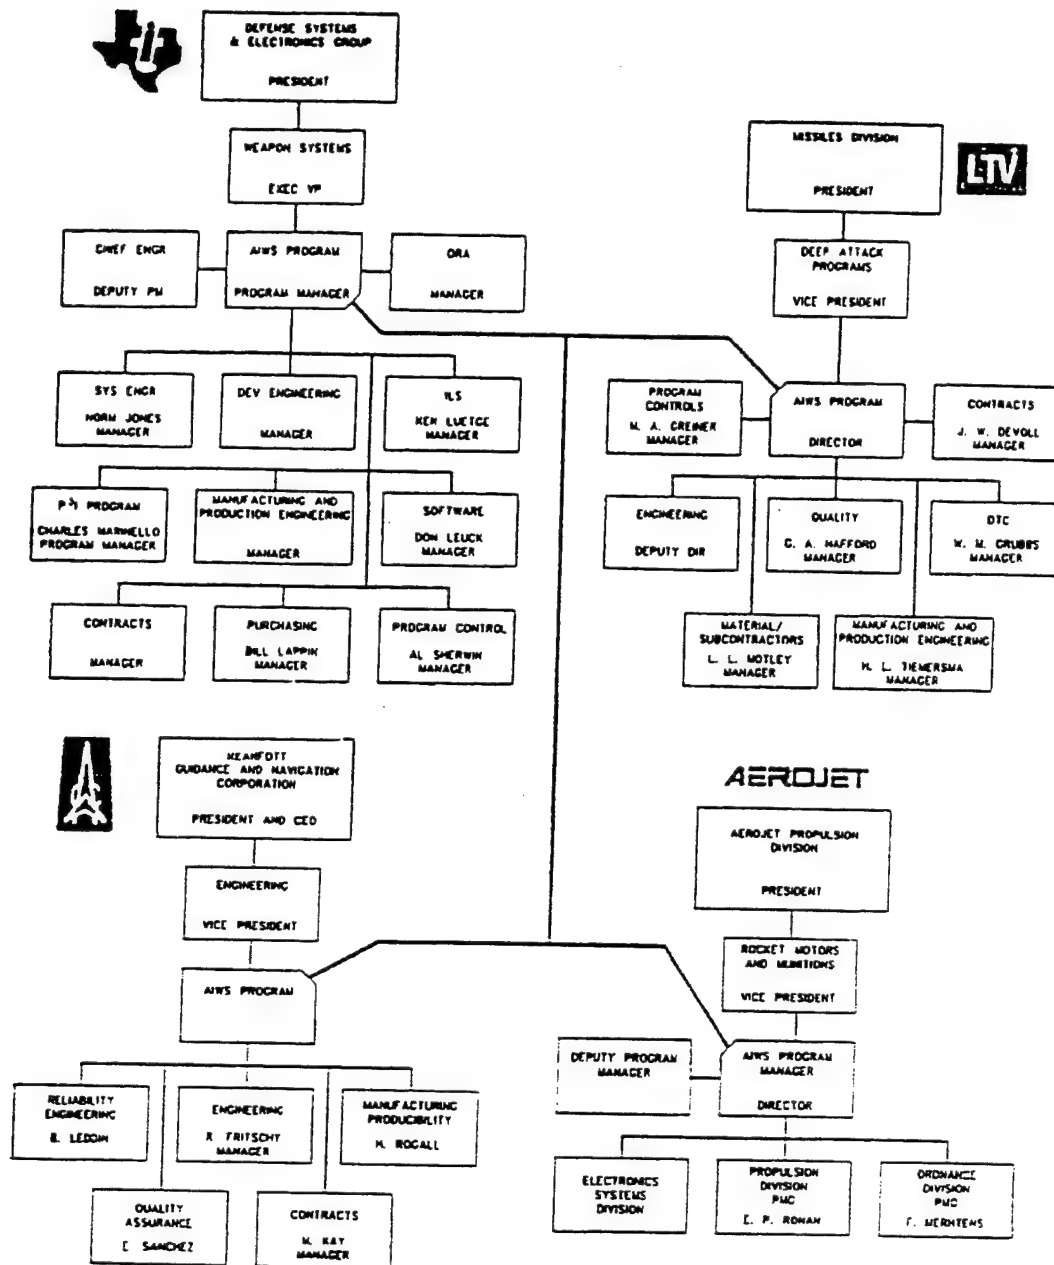 DEFENSE SYSTEMS
& ELECTRONICS GROUP
PRESIDENT
WEAPON SYSTEMS
EXEC VP
CHIEF ENGR
DEPUTY PM
AIWS PROGRAM
PROGRAM MANAGER
ORA
MANAGER
SYS ENGR
NORM JONES
MANAGER
DEV ENGINEERING
MANAGER
ILS
KEN LUETGE
MANAGER
P³I PROGRAM
CHARLES MARINELLO
PROGRAM MANAGER
MANUFACTURING AND
PRODUCTION ENGINEERING
MANAGER
SOFTWARE
DON LEUCK
MANAGER
CONTRACTS
MANAGER
PURCHASING
BILL LAPPIN
MANAGER
PROGRAM CONTROL
AL SHERWIN
MANAGER
LTV
MISSILES DIVISION
PRESIDENT
DEEP ATTACK
PROGRAMS
VICE PRESIDENT
PROGRAM
CONTROLS
M. A. GREINER
MANAGER
AIWS PROGRAM
DIRECTOR
CONTRACTS
J. W. DEVOLL
MANAGER
ENGINEERING
DEPUTY DIR
QUALITY
G. A. HAFFORD
MANAGER
DTC
W. M. GRUBBS
MANAGER
MATERIAL/
SUBCONTRACTORS
L. L. MOTLEY
MANAGER
MANUFACTURING AND
PRODUCTION ENGINEERING
H. L. TIEMERSMA
MANAGER
KEARFOTT
GUIDANCE AND NAVIGATION
CORPORATION
PRESIDENT AND CEO
ENGINEERING
VICE PRESIDENT
AIWS PROGRAM
RELIABILITY
ENGINEERING
B. LEDGIN
ENGINEERING
R. FRITSCHY
MANAGER
MANUFACTURING
PRODUCIBILITY
H. ROGALL
QUALITY
ASSURANCE
E. SANCHEZ
CONTRACTS
M. KAY
MANAGER
AEROJET
AEROJET PROPULSION
DIVISION
PRESIDENT
ROCKET MOTORS
AND MUNITIONS
VICE PRESIDENT
DEPUTY PROGRAM
MANAGER
AIWS PROGRAM
MANAGER
DIRECTOR
ELECTRONICS
SYSTEMS
DIVISION
PROPULSION
DIVISION
PMC
E. P. RONAN
ORDNANCE
DIVISION
PMC
F. MERHTENS